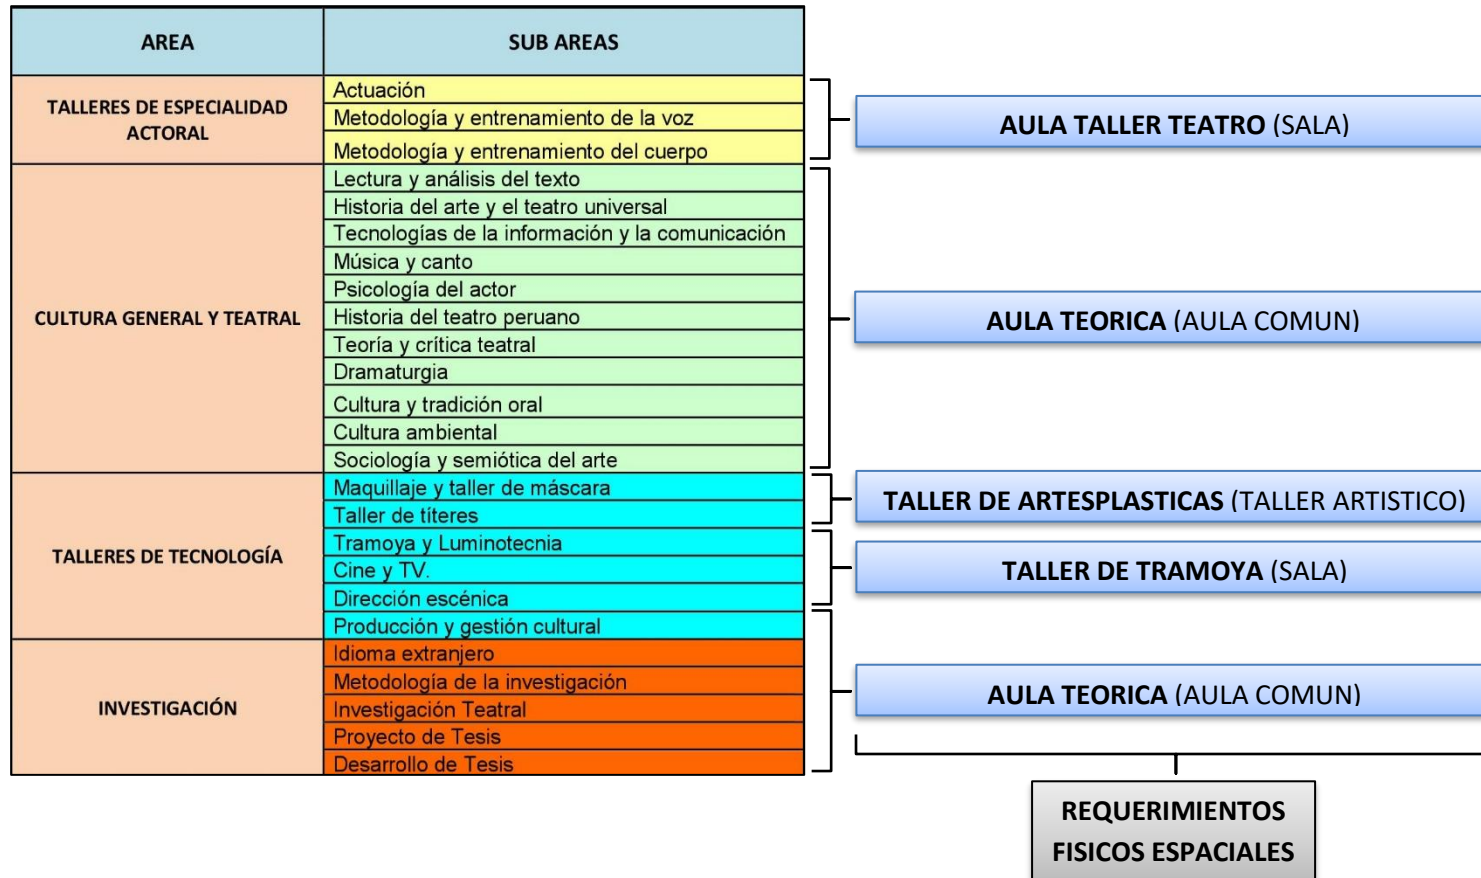 AREA
SUB AREAS
TALLERES DE ESPECIALIDAD
ACTORAL
Actuación
Metodología y entrenamiento de la voz
Metodología y entrenamiento del cuerpo
AULA TALLER TEATRO (SALA)
CULTURA GENERAL Y TEATRAL
Lectura y análisis del texto
Historia del arte y el teatro universal
Tecnologías de la información y la comunicación
Música y canto
Psicología del actor
Historia del teatro peruano
Teoría y crítica teatral
Dramaturgia
Cultura y tradición oral
Cultura ambiental
Sociología y semiótica del arte
AULA TEORICA (AULA COMUN)
TALLERES DE TECNOLOGÍA
Maquillaje y taller de máscara
Taller de títeres
Tramoya y Luminotecnia
Cine y TV.
Dirección escénica
Producción y gestión cultural
TALLER DE ARTESPLASTICAS (TALLER ARTISTICO)
TALLER DE TRAMOYA (SALA)
INVESTIGACIÓN
Idioma extranjero
Metodología de la investigación
Investigación Teatral
Proyecto de Tesis
Desarrollo de Tesis
AULA TEORICA (AULA COMUN)
REQUERIMIENTOS
FISICOS ESPACIALES